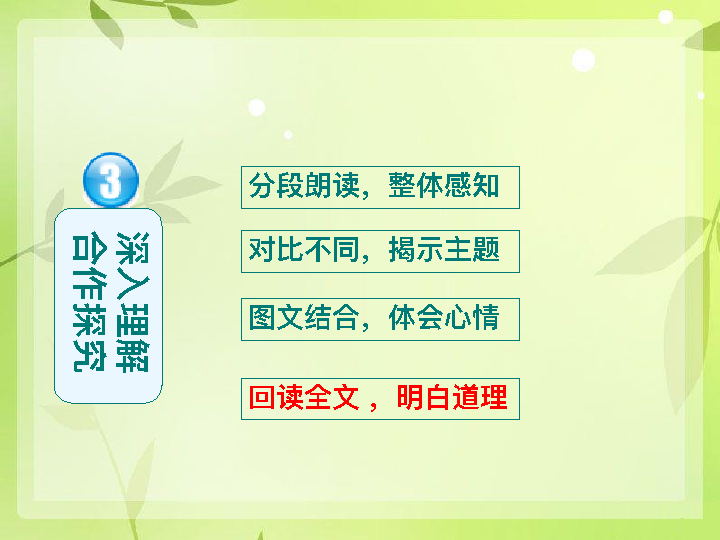 3
深入理解
合作探究
分段朗读，整体感知
对比不同，揭示主题
图文结合，体会心情
回读全文 ，明白道理